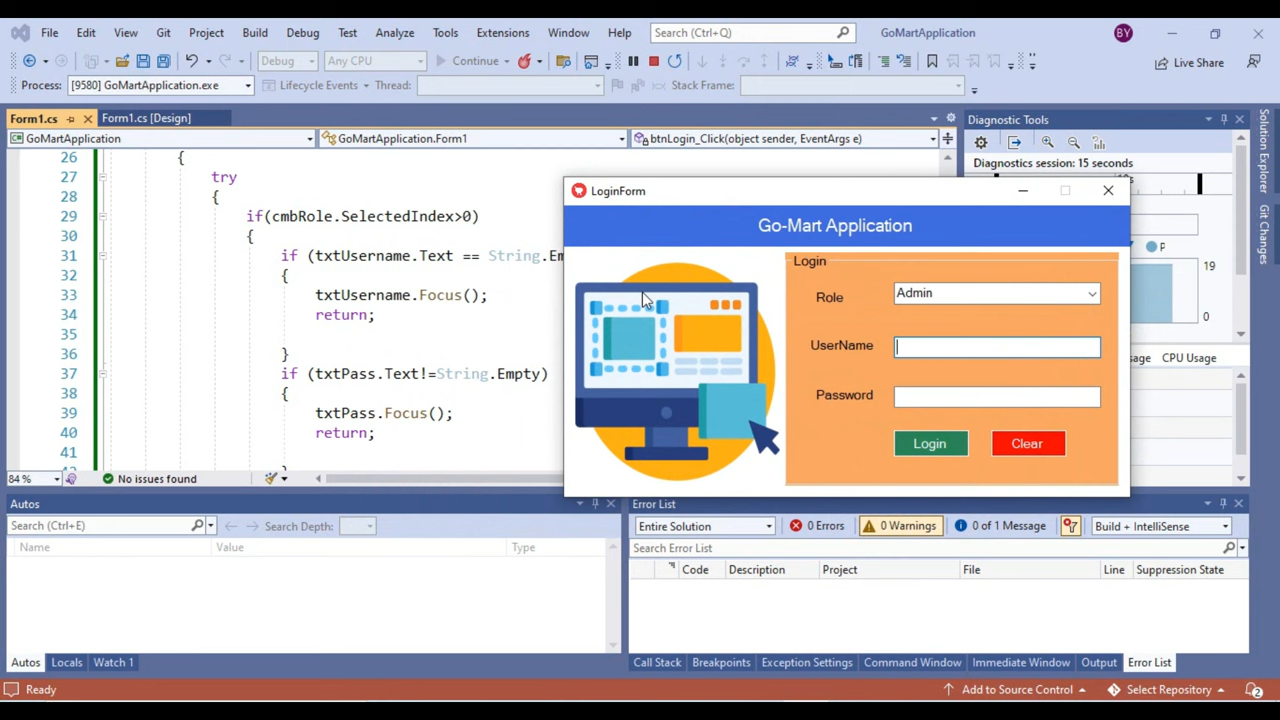 File Edit View Git Project Build Debug Test Analyze Tools Extensions Window Help Search (Ctrl+Q) GoMartApplication BY
Debug Any CPU Continue
Live Share
Process: [9580] GoMartApplication.exe Lifecycle Events Thread: Stack Frame:
Form1.cs Form1.cs [Design]
GoMartApplication GoMartApplication.Form1 btnLogin_Click(object sender, EventArgs e)
26 {
27 try
28 {
29 if(cmbRole.SelectedIndex>0)
30 {
31 if (txtUsername.Text == String.Em
32 {
33 txtUsername.Focus();
34 return;
35
36 }
37 if (txtPass.Text!=String.Empty)
38 {
39 txtPass.Focus();
40 return;
41
84 % No issues found
LoginForm
Go-Mart Application
Login
Role Admin
UserName
Password
Login Clear
Diagnostic Tools
Diagnostics session: 15 seconds
P
19
0
sage CPU Usage
Solution Explorer
Git Changes
Autos
Search (Ctrl+E) Search Depth:
Name Value Type
Autos Locals Watch 1
Error List
Entire Solution 0 Errors 0 Warnings 0 of 1 Message Build + IntelliSense
Search Error List
Code Description Project File Line Suppression State
Call Stack Breakpoints Exception Settings Command Window Immediate Window Output Error List
Ready Add to Source Control Select Repository 2